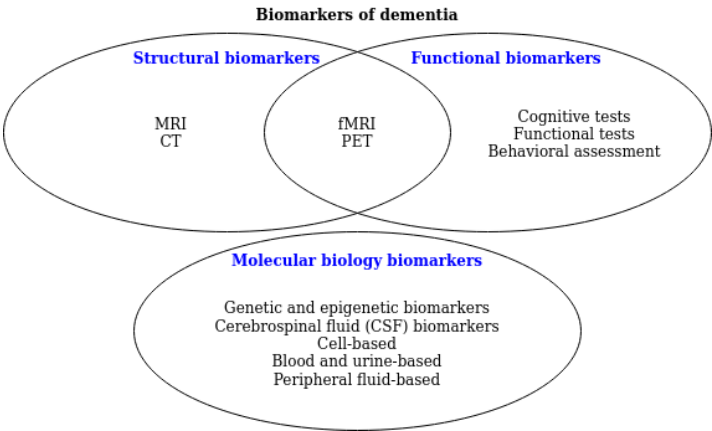 Biomarkers of dementia
Structural biomarkers
Functional biomarkers
MRI
CT
fMRI
PET
Cognitive tests
Functional tests
Behavioral assessment
Molecular biology biomarkers
Genetic and epigenetic biomarkers
Cerebrospinal fluid (CSF) biomarkers
Cell-based
Blood and urine-based
Peripheral fluid-based